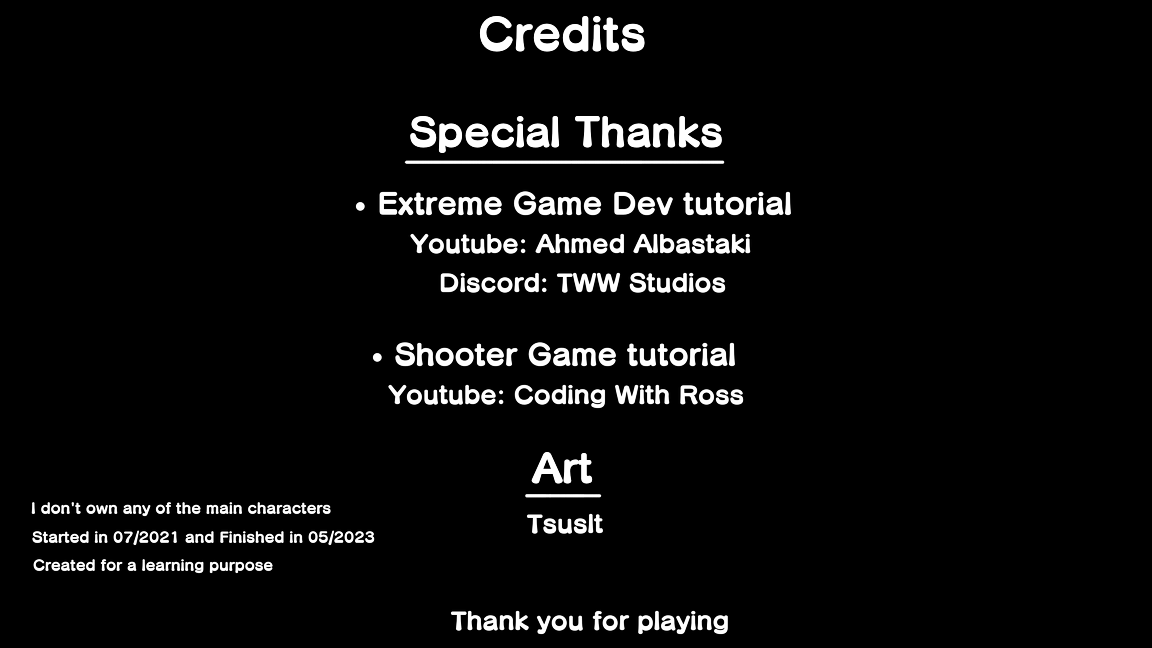 Credits
Special Thanks
• Extreme Game Dev tutorial
Youtube: Ahmed Albastaki
Discord: TWW Studios
• Shooter Game tutorial
Youtube: Coding With Ross
Art
TsusIt
I don't own any of the main characters
Started in 07/2021 and Finished in 05/2023
Created for a learning purpose
Thank you for playing